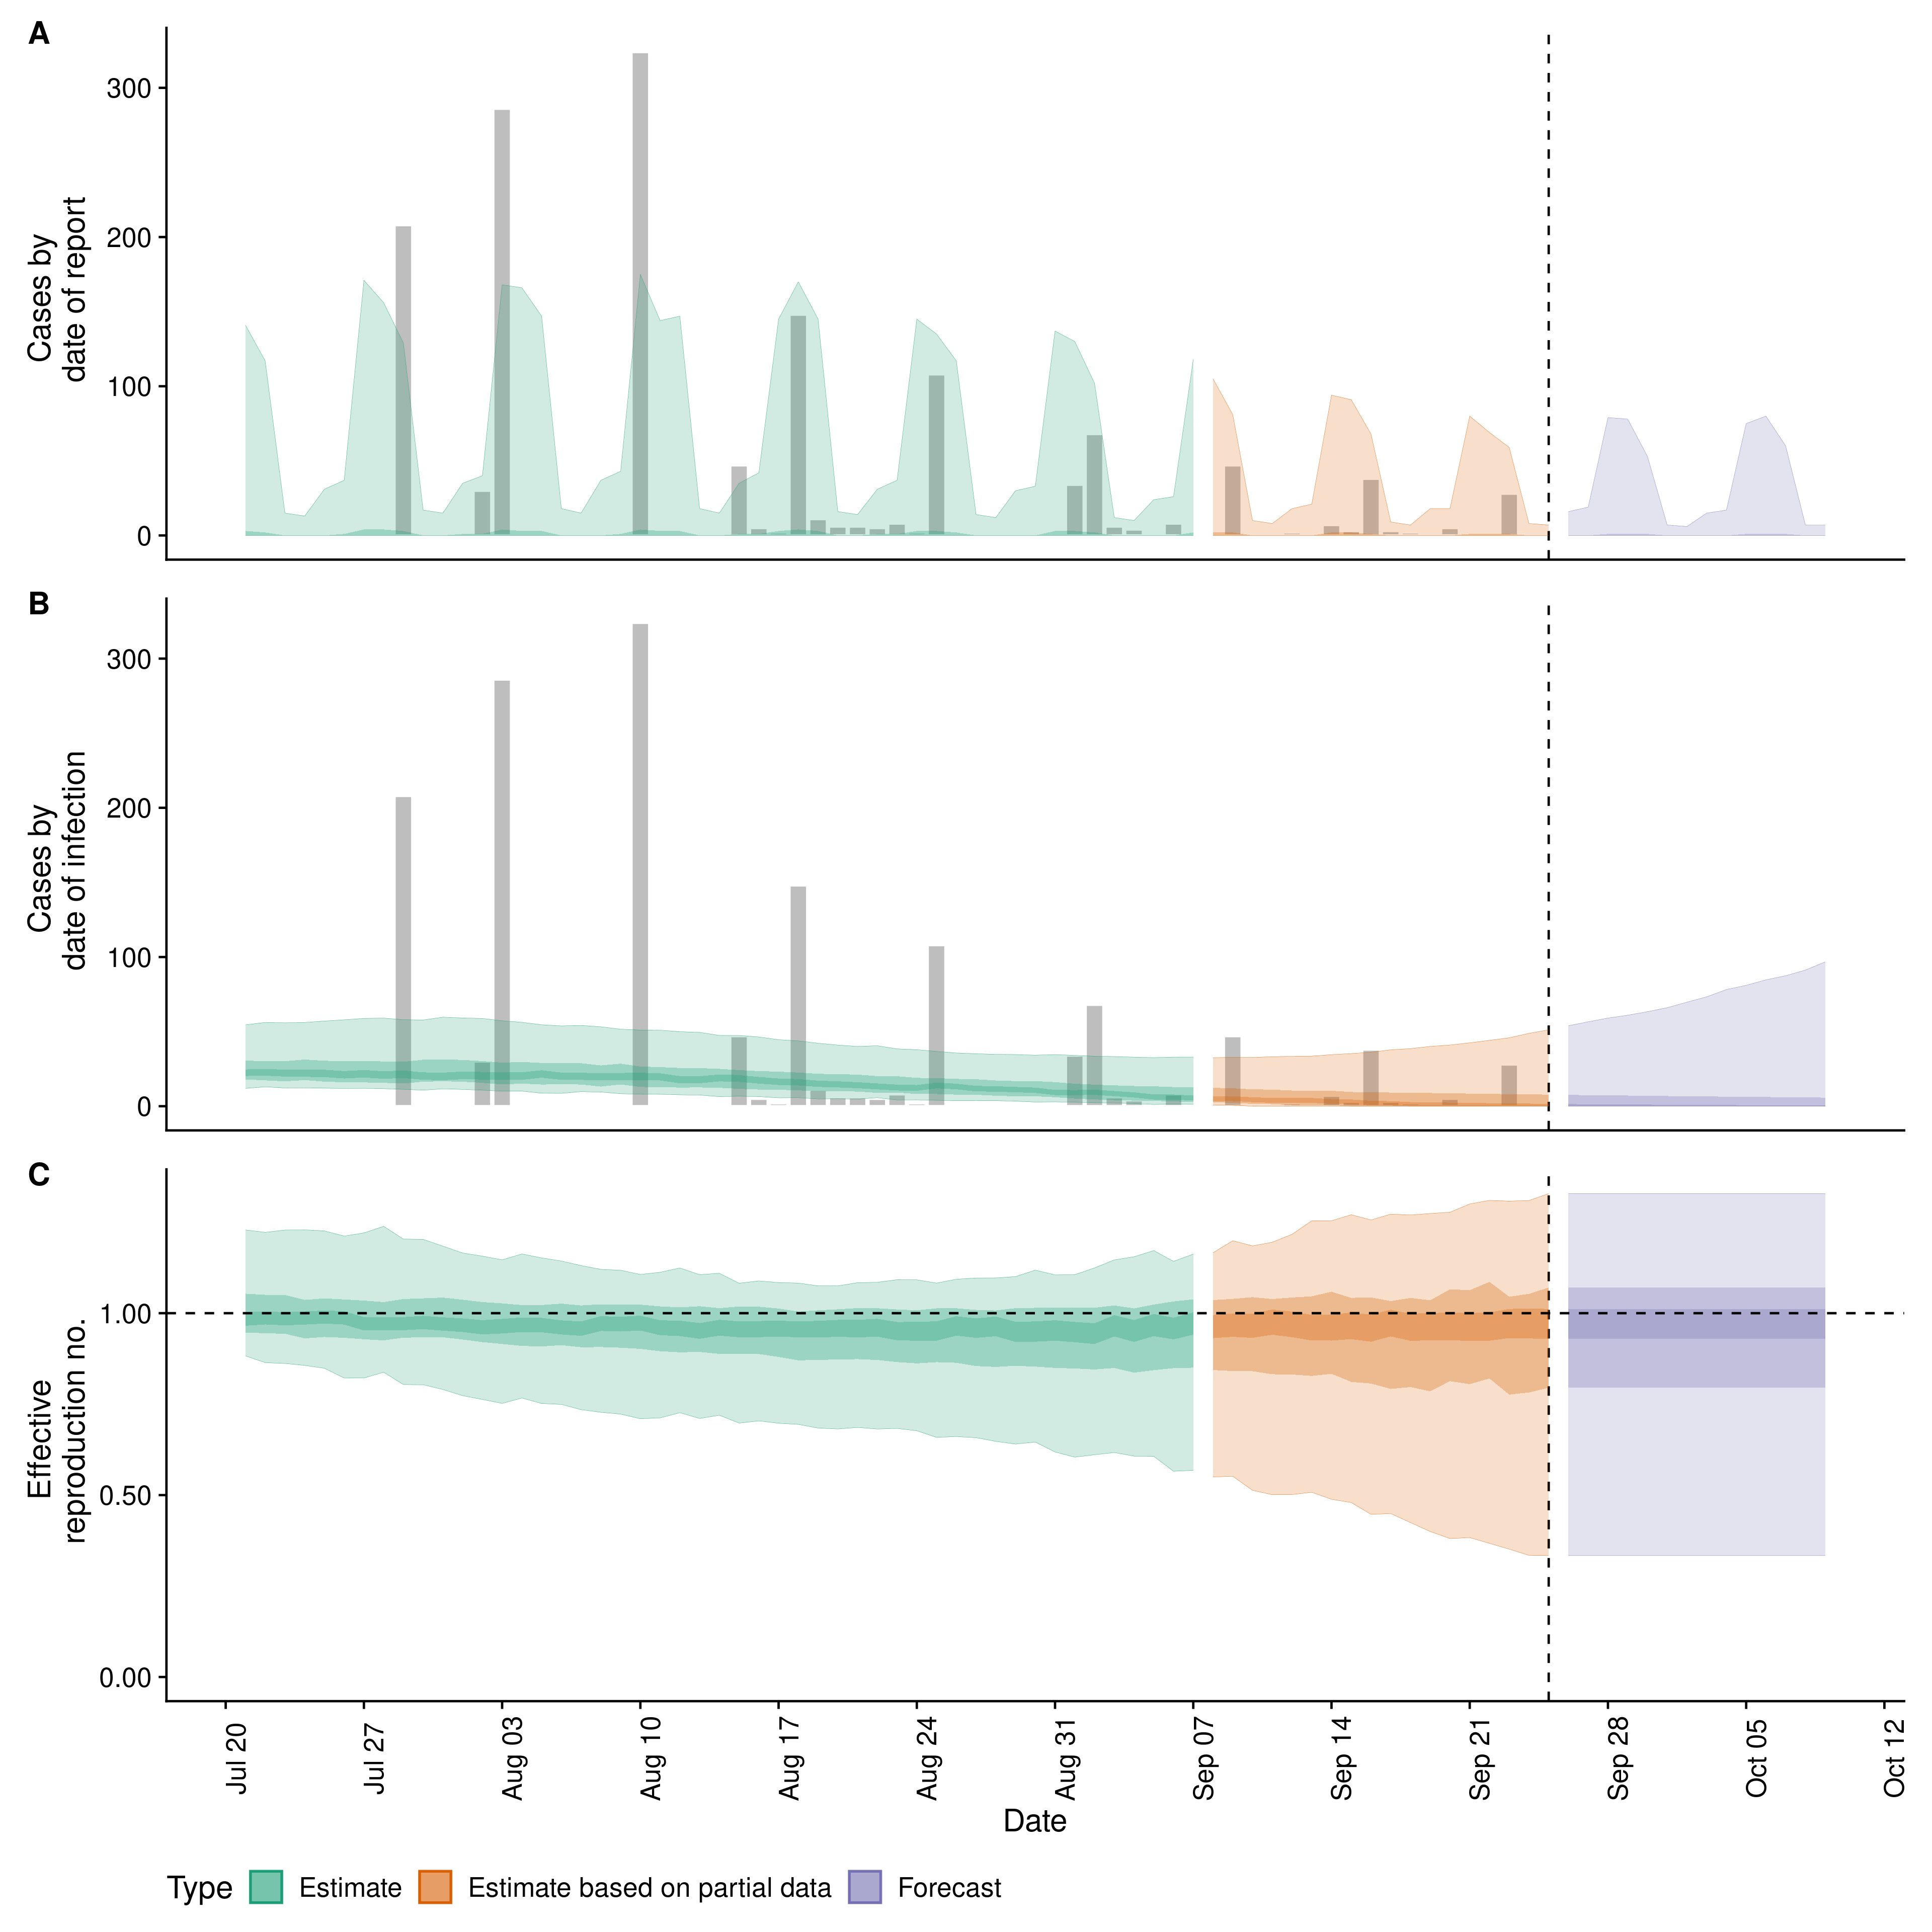 A
Cases by
date of report
300
200
100
0
B
Cases by
date of infection
300
200
100
0
C
Effective
reproduction no.
1.00
0.50
0.00
Jul 20
Jul 27
Aug 03
Aug 10
Aug 17
Aug 24
Aug 31
Sep 07
Sep 14
Sep 21
Sep 28
Oct 05
Oct 12
Date
Type Estimate Estimate based on partial data Forecast